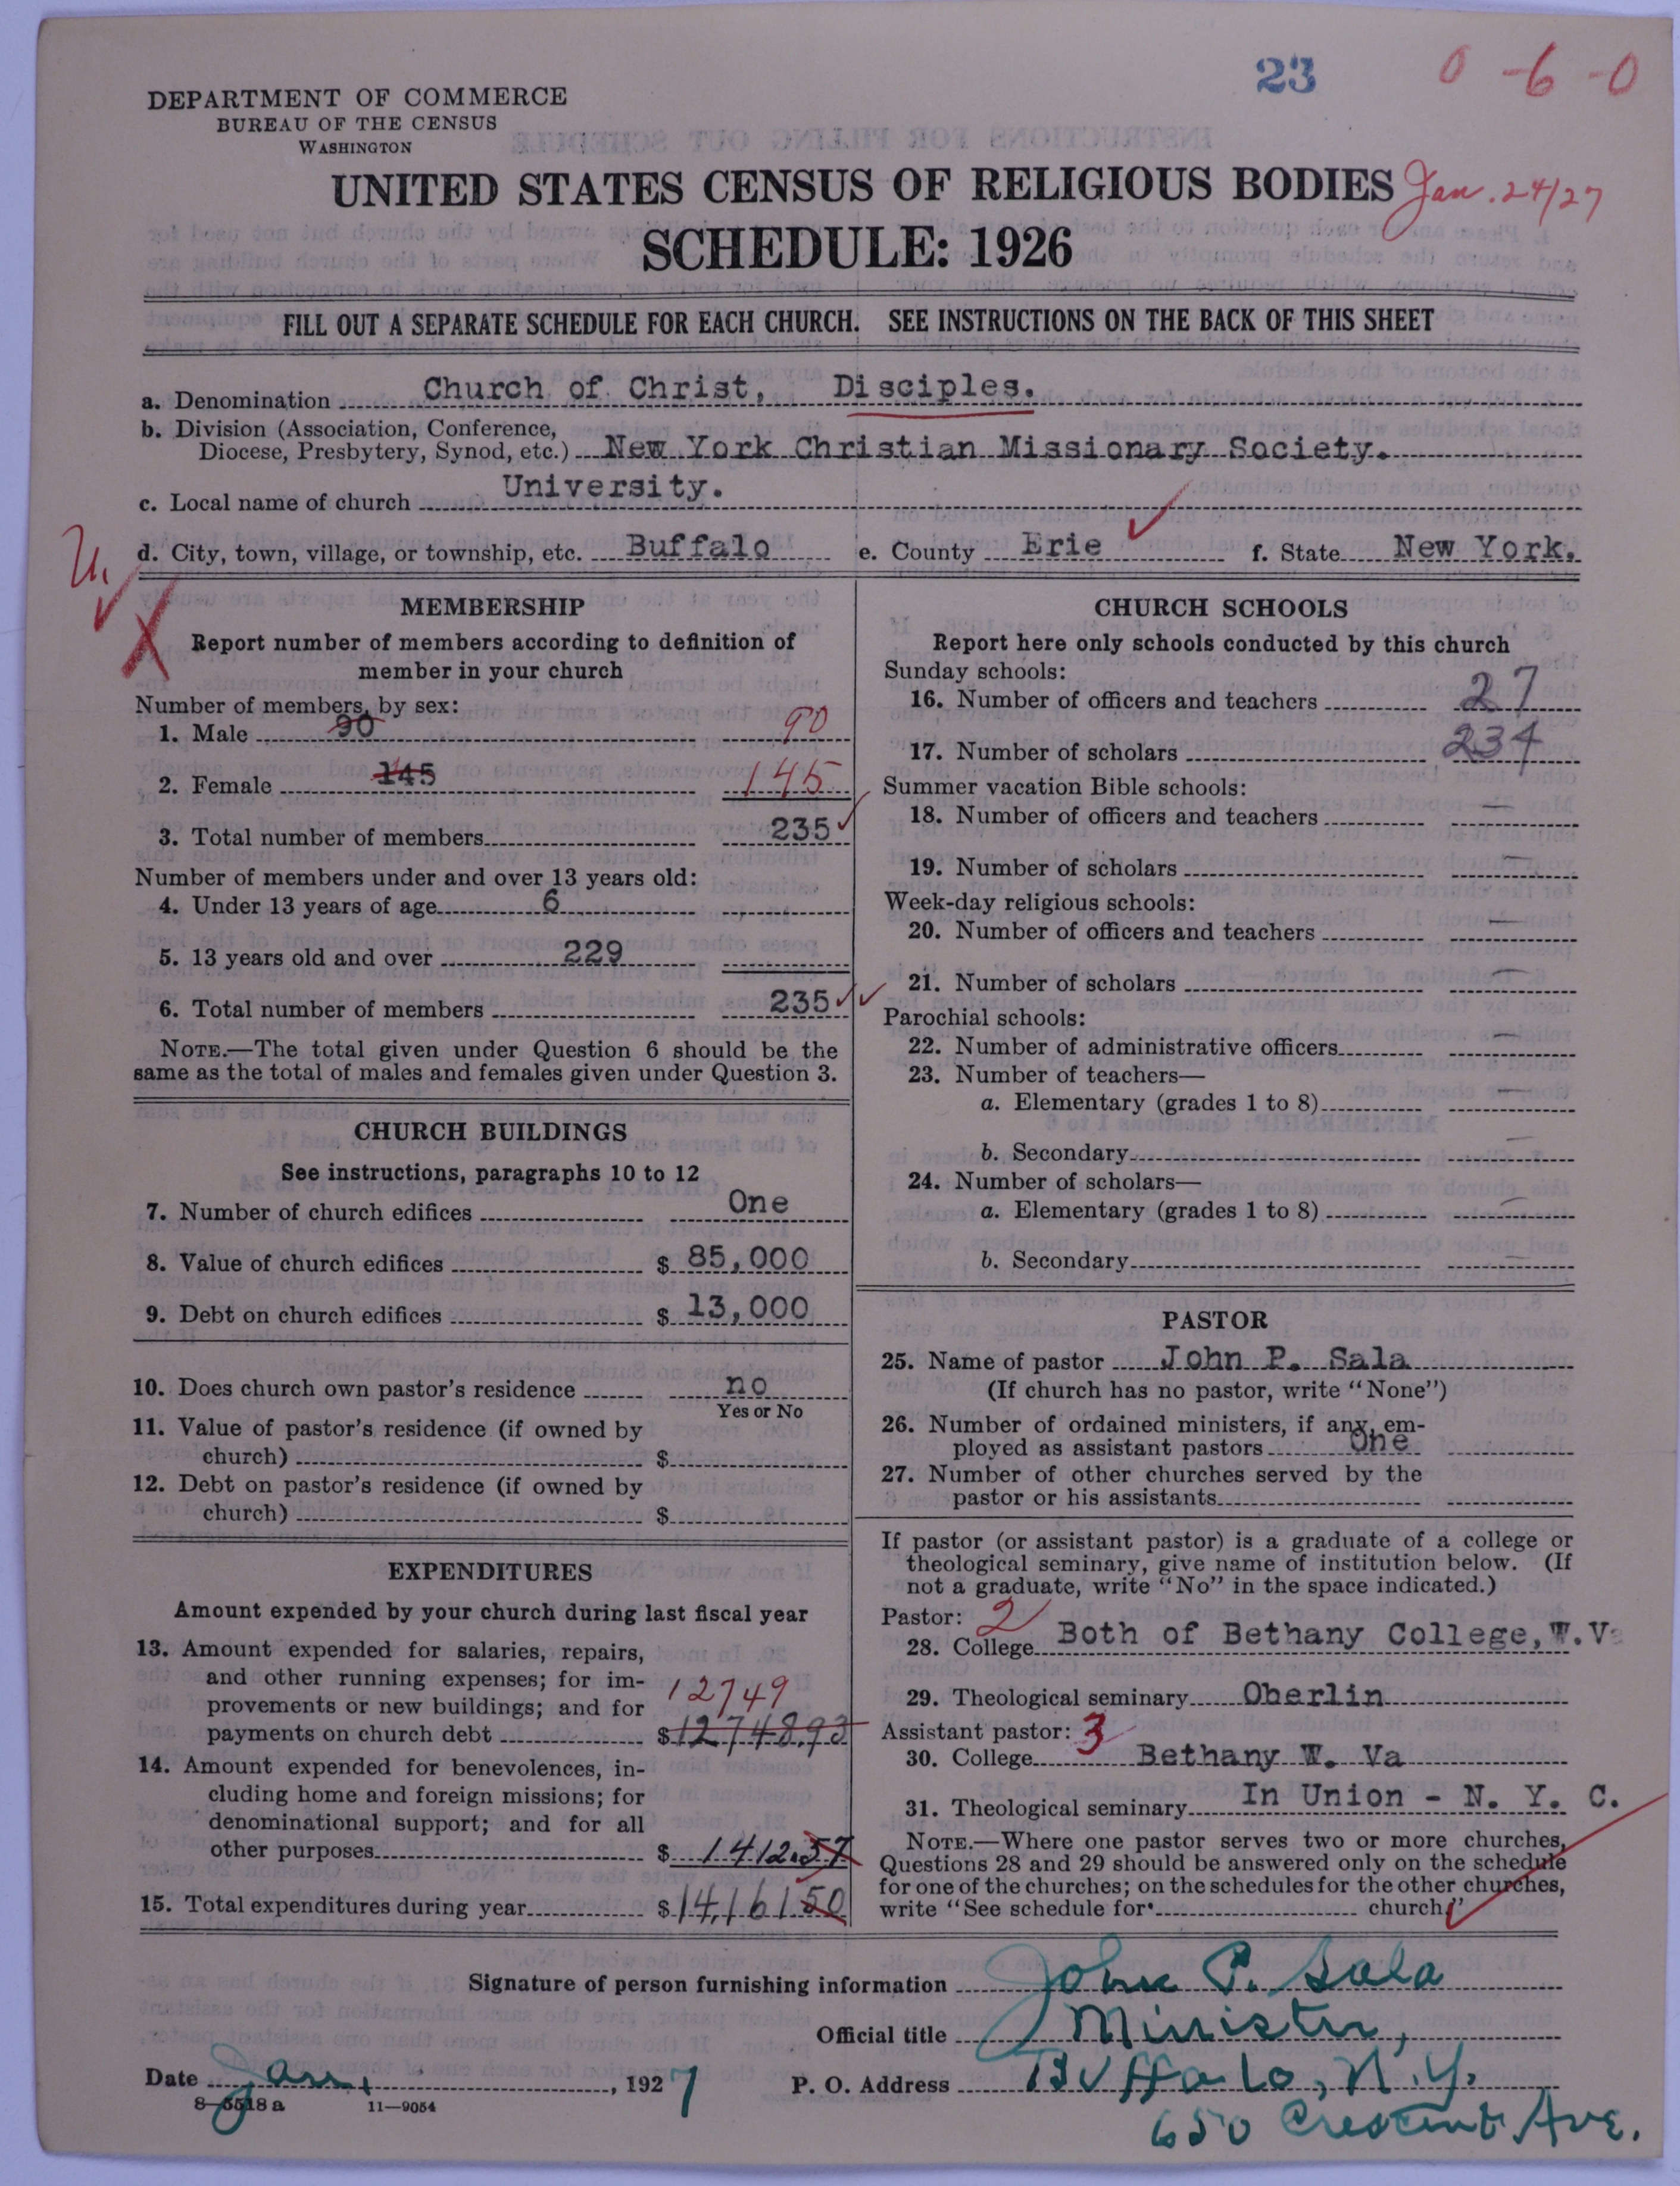 23
0 -6 -0
DEPARTMENT OF COMMERCE
BUREAU OF THE CENSUS
WASHINGTON
UNITED STATES CENSUS OF RELIGIOUS BODIES Jan. 24/27
SCHEDULE: 1926
FILL OUT A SEPARATE SCHEDULE FOR EACH CHURCH. SEE INSTRUCTIONS ON THE BACK OF THIS SHEET
a. Denomination Church of Christ, Disciples.
b. Division (Association, Conference,
Diocese, Presbytery, Synod, etc.) New York Christian Missionary Society.
c. Local name of church University.
d. City, town, village, or township, etc. Buffalo e. County Erie f. State New York.
MEMBERSHIP
Report number of members according to definition of
member in your church
Number of members, by sex:
1. Male 90 90
2. Female 145 145
3. Total number of members 235
Number of members under and over 13 years old:
4. Under 13 years of age 6
5. 13 years old and over 229
6. Total number of members 235
NOTE.—The total given under Question 6 should be the
same as the total of males and females given under Question 3.
CHURCH BUILDINGS
See instructions, paragraphs 10 to 12
7. Number of church edifices One
8. Value of church edifices $ 85,000
9. Debt on church edifices $ 13,000
10. Does church own pastor's residence no
Yes or No
11. Value of pastor's residence (if owned by
church) $
12. Debt on pastor's residence (if owned by
church) $
EXPENDITURES
Amount expended by your church during last fiscal year
13. Amount expended for salaries, repairs,
and other running expenses; for im-
provements or new buildings; and for 12749
payments on church debt $12748.93
14. Amount expended for benevolences, in-
cluding home and foreign missions; for
denominational support; and for all
other purposes $ 1412.57
15. Total expenditures during year $14,161 50
CHURCH SCHOOLS
Report here only schools conducted by this church
Sunday schools:
16. Number of officers and teachers 27
17. Number of scholars 234
Summer vacation Bible schools:
18. Number of officers and teachers —
19. Number of scholars —
Week-day religious schools:
20. Number of officers and teachers —
21. Number of scholars —
Parochial schools:
22. Number of administrative officers —
23. Number of teachers—
a. Elementary (grades 1 to 8) —
b. Secondary —
24. Number of scholars—
a. Elementary (grades 1 to 8) —
b. Secondary —
PASTOR
25. Name of pastor John P. Sala
(If church has no pastor, write "None")
26. Number of ordained ministers, if any, em-
ployed as assistant pastors One
27. Number of other churches served by the
pastor or his assistants
If pastor (or assistant pastor) is a graduate of a college or
theological seminary, give name of institution below. (If
not a graduate, write "No" in the space indicated.)
Pastor: 2
28. College Both of Bethany College, W.Va
29. Theological seminary Oberlin
Assistant pastor: 3
30. College Bethany W. Va
31. Theological seminary In Union - N. Y. C.
NOTE.—Where one pastor serves two or more churches,
Questions 28 and 29 should be answered only on the schedule
for one of the churches; on the schedules for the other churches,
write "See schedule for church."
Signature of person furnishing information John P. Sala
Official title Minister,
Date Jan, 1927 P. O. Address Buffalo, N.Y.
8-5518 a 11-9054
650 Crescent Ave.